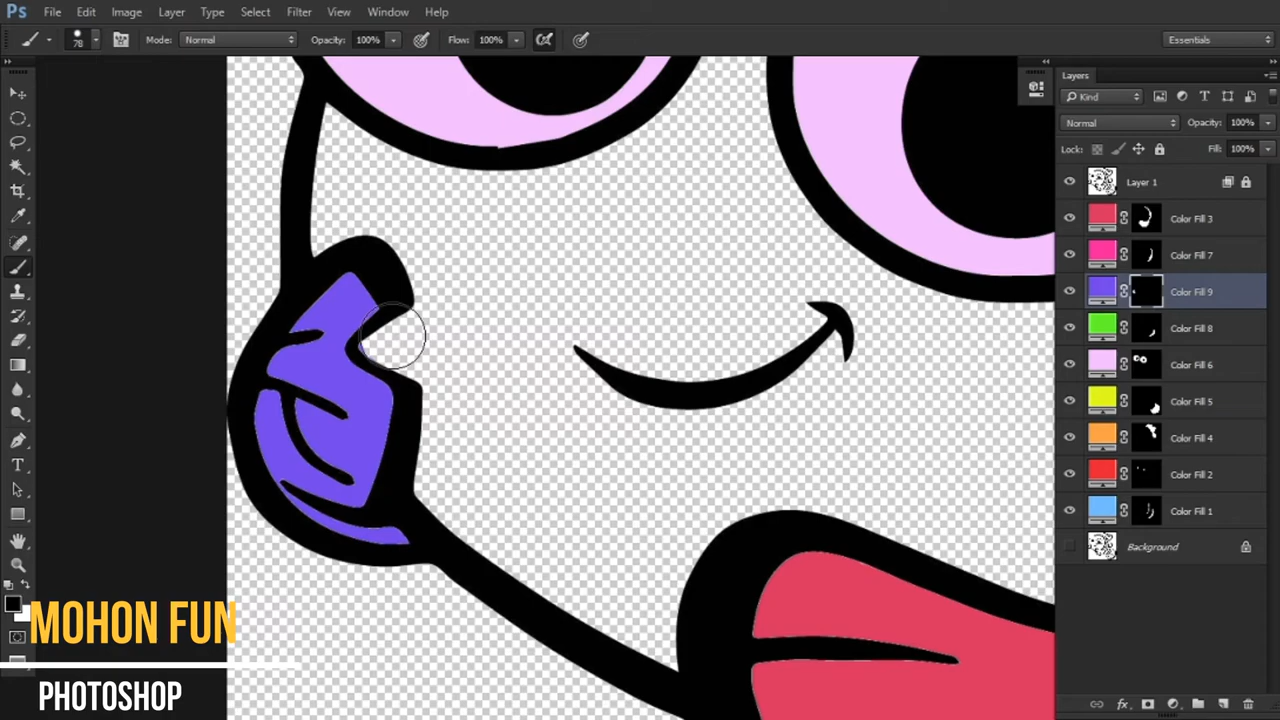 Ps File Edit Image Layer Type Select Filter View Window Help
78 Mode: Normal Opacity: 100% Flow: 100% Essentials
Layers
Kind
Normal Opacity: 100%
Lock: Fill: 100%
Layer 1
Color Fill 3
Color Fill 7
Color Fill 9
Color Fill 8
Color Fill 6
Color Fill 5
Color Fill 4
Color Fill 2
Color Fill 1
Background
fx
MOHON FUN
PHOTOSHOP